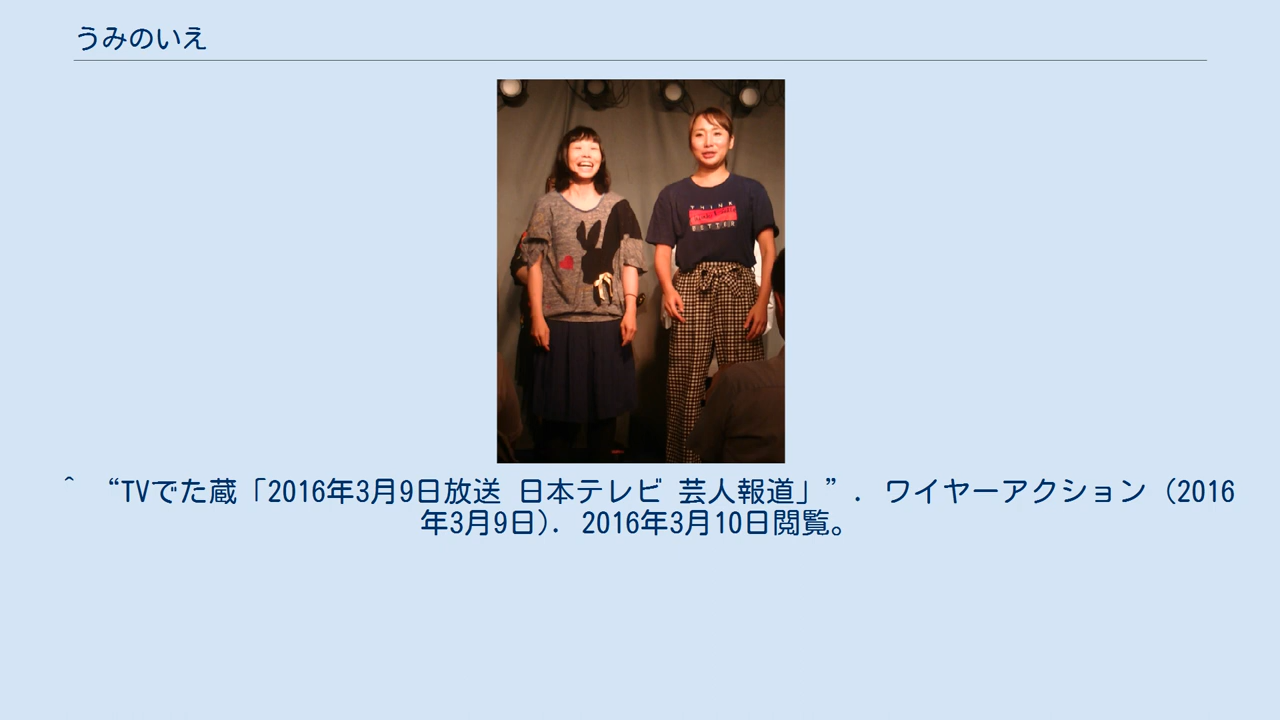 うみのいえ
THINK
BETTER
^ “TVでた蔵「2016年3月9日放送 日本テレビ 芸人報道」”. ワイヤーアクション (2016
年3月9日). 2016年3月10日閲覧。